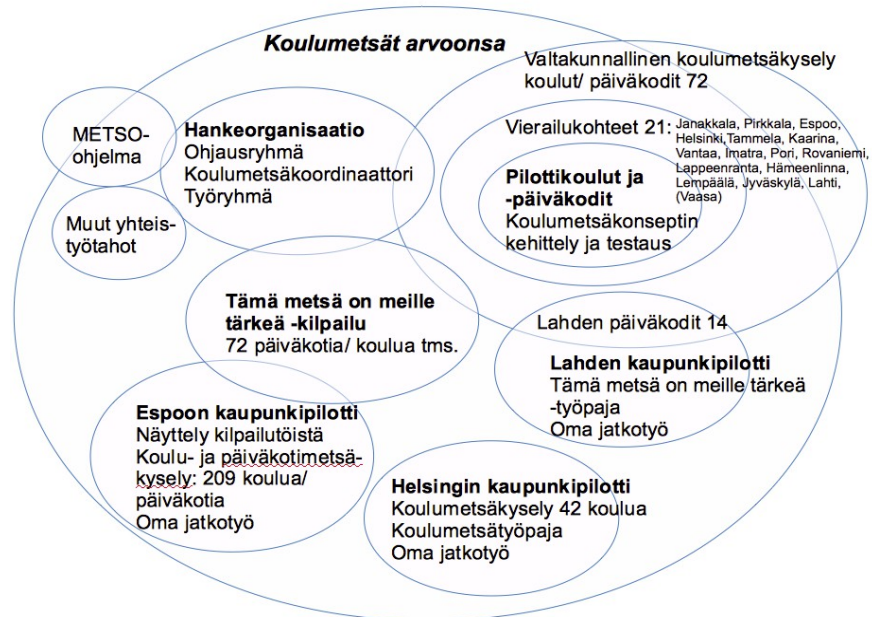 Koulumetsät arvoonsa
Valtakunnallinen koulumetsäkysely
koulut/ päiväkodit 72
METSO-
ohjelma
Hankeorganisaatio
Ohjausryhmä
Koulumetsäkoordinaattori
Työryhmä
Vierailukohteet 21:
Janakkala, Pirkkala, Espoo,
Helsinki,Tammela, Kaarina,
Vantaa, Imatra, Pori, Rovaniemi,
Lappeenranta, Hämeenlinna,
Lempäälä, Jyväskylä, Lahti,
(Vaasa)
Pilottikoulut ja
-päiväkodit
Koulumetsäkonseptin
kehittely ja testaus
Muut yhteis-
työtahot
Tämä metsä on meille
tärkeä -kilpailu
72 päiväkotia/ koulua tms.
Lahden päiväkodit 14
Lahden kaupunkipilotti
Tämä metsä on meille tärkeä
-työpaja
Oma jatkotyö
Espoon kaupunkipilotti
Näyttely kilpailutöistä
Koulu- ja päiväkotimetsä-
kysely: 209 koulua/
päiväkotia
Oma jatkotyö
Helsingin kaupunkipilotti
Koulumetsäkysely 42 koulua
Koulumetsätyöpaja
Oma jatkotyö